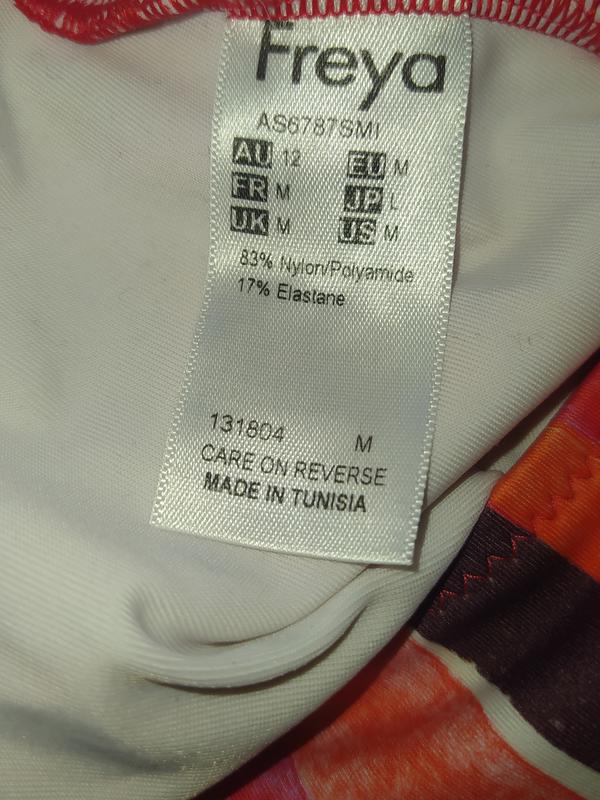 Freya
AS6787SMI
AU 12 EU M
FR M JP L
UK M US M
83% Nylon/Polyamide
17% Elastane
131804 M
CARE ON REVERSE
MADE IN TUNISIA